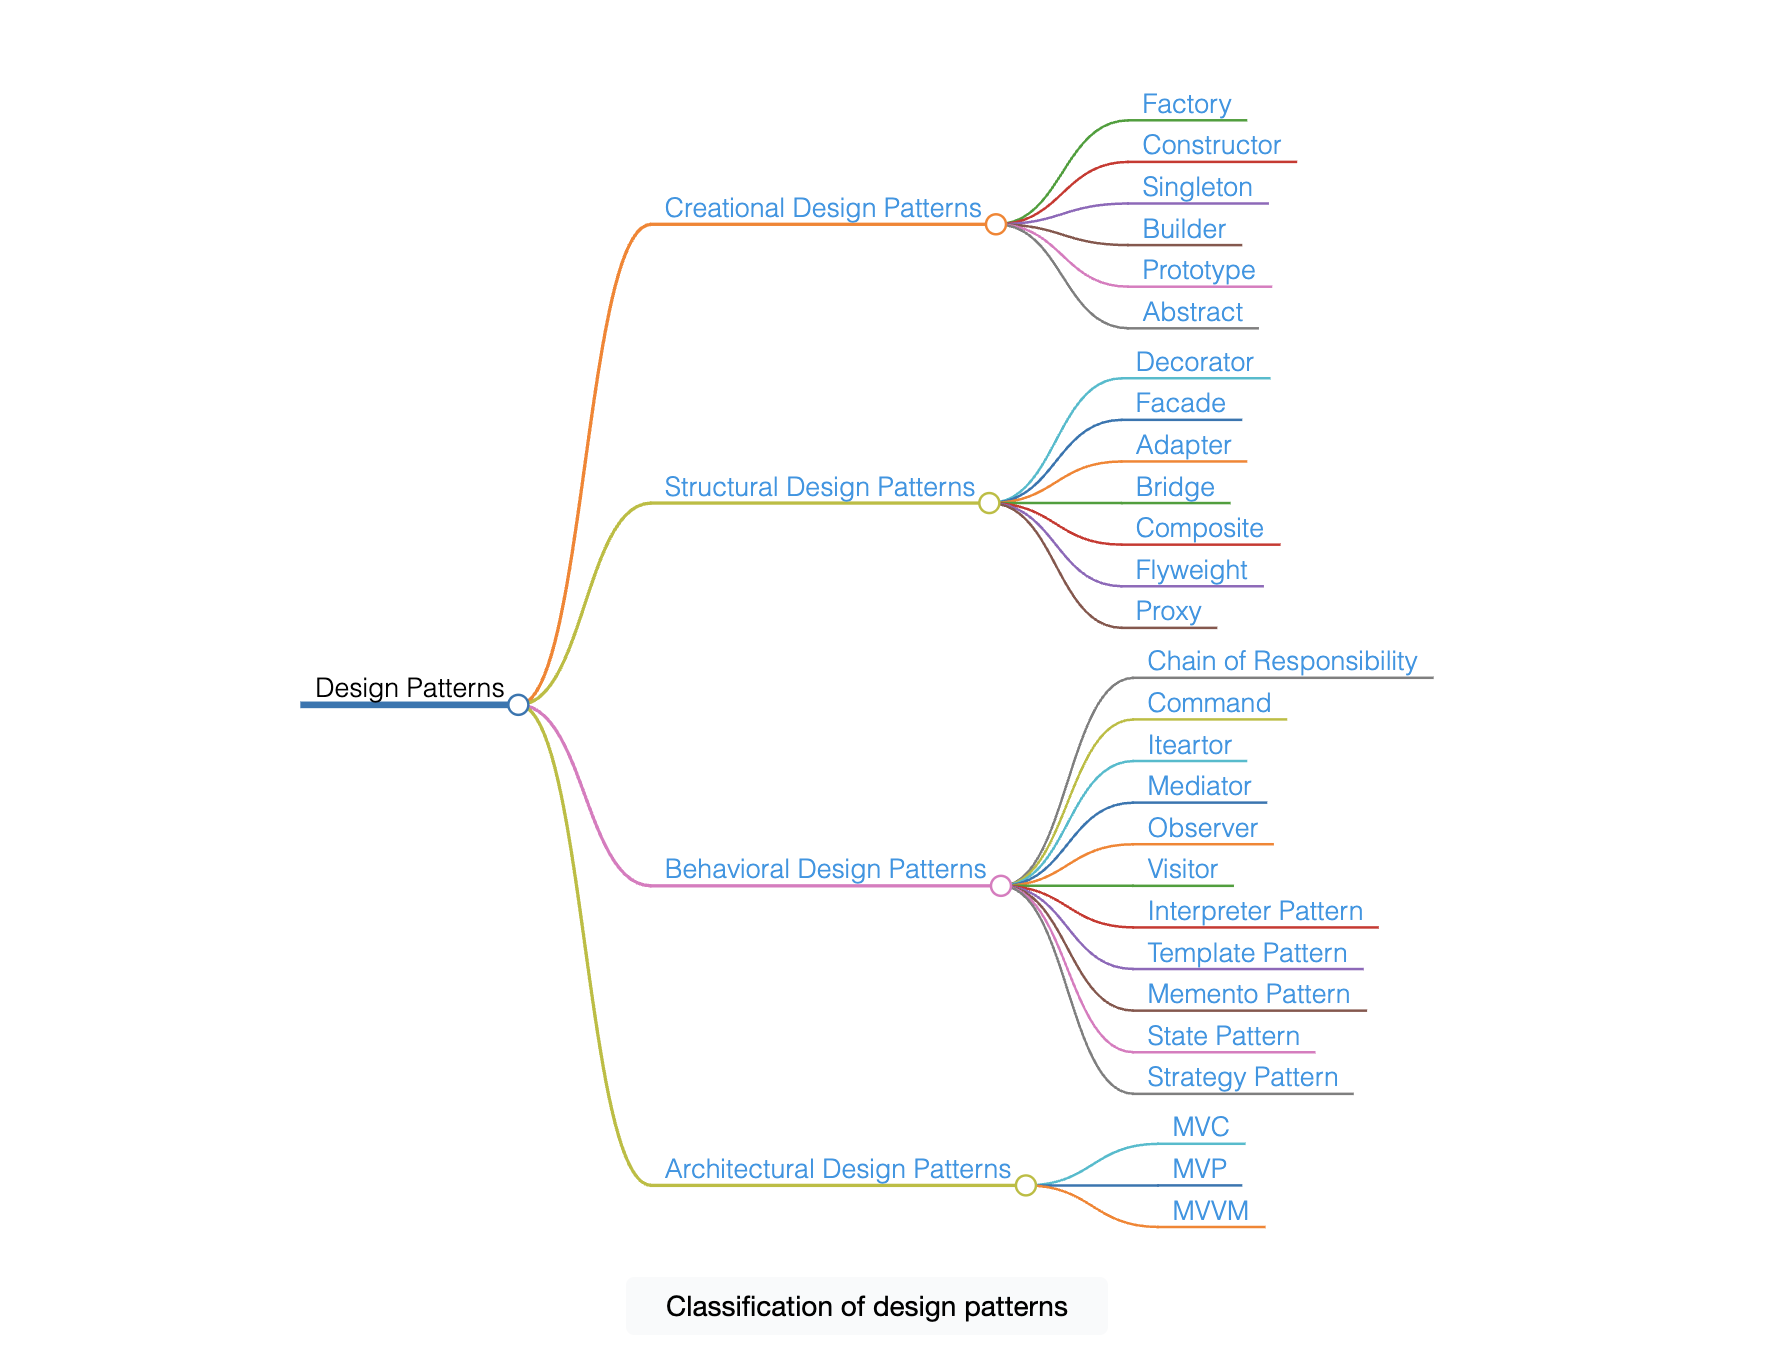 Design Patterns
Creational Design Patterns
Factory
Constructor
Singleton
Builder
Prototype
Abstract
Structural Design Patterns
Decorator
Facade
Adapter
Bridge
Composite
Flyweight
Proxy
Behavioral Design Patterns
Chain of Responsibility
Command
Iteartor
Mediator
Observer
Visitor
Interpreter Pattern
Template Pattern
Memento Pattern
State Pattern
Strategy Pattern
Architectural Design Patterns
MVC
MVP
MVVM
Classification of design patterns